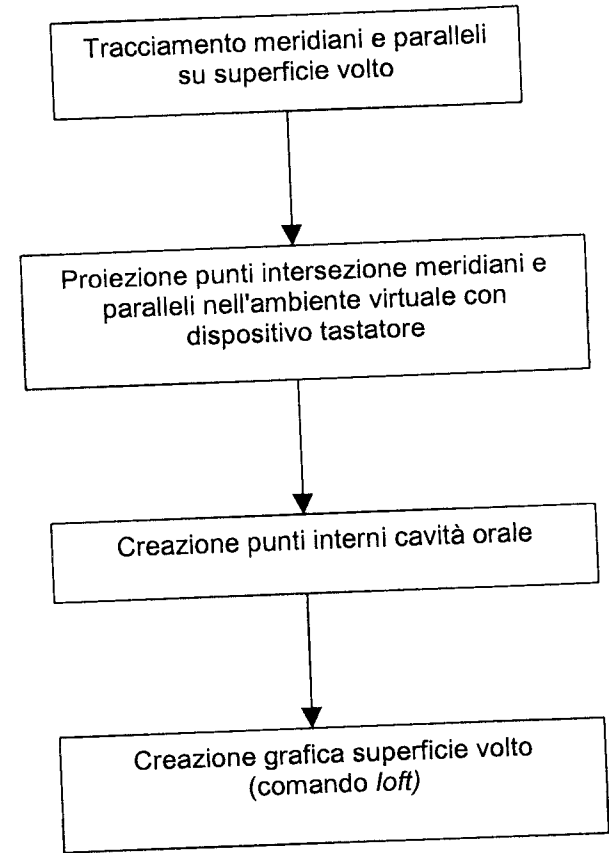 Tracciamento meridiani e paralleli
su superficie volto
Proiezione punti intersezione meridiani e
paralleli nell'ambiente virtuale con
dispositivo tastatore
Creazione punti interni cavità orale
Creazione grafica superficie volto
(comando loft)